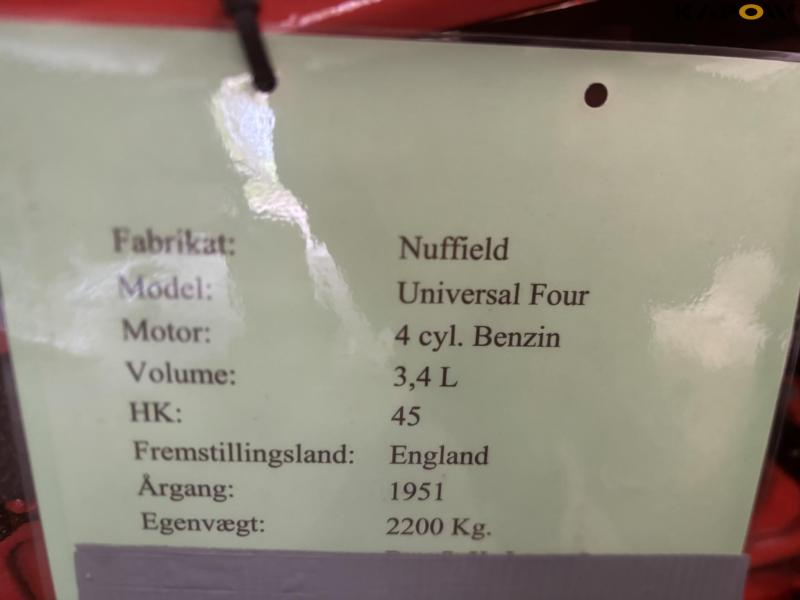 KAPOW
Fabrikat: Nuffield
Model: Universal Four
Motor: 4 cyl. Benzin
Volume: 3,4 L
HK: 45
Fremstillingsland: England
Årgang: 1951
Egenvægt: 2200 Kg.